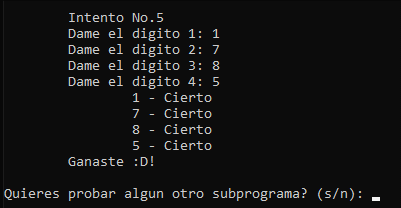 Intento No.5
Dame el digito 1: 1
Dame el digito 2: 7
Dame el digito 3: 8
Dame el digito 4: 5
1 - Cierto
7 - Cierto
8 - Cierto
5 - Cierto
Ganaste :D!
Quieres probar algun otro subprograma? (s/n):